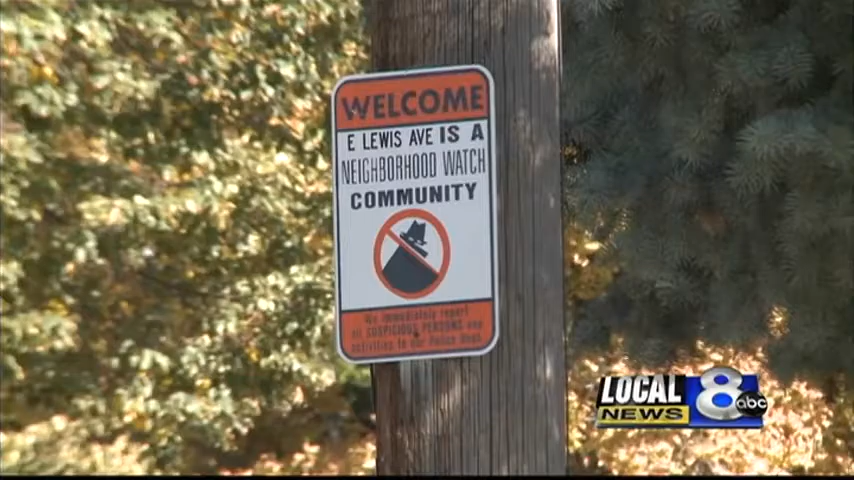 WELCOME
E LEWIS AVE IS A
NEIGHBORHOOD WATCH
COMMUNITY
We immediately report
all SUSPICIOUS PERSONS and
activities to our Police Dept.
LOCAL
NEWS
8
abc